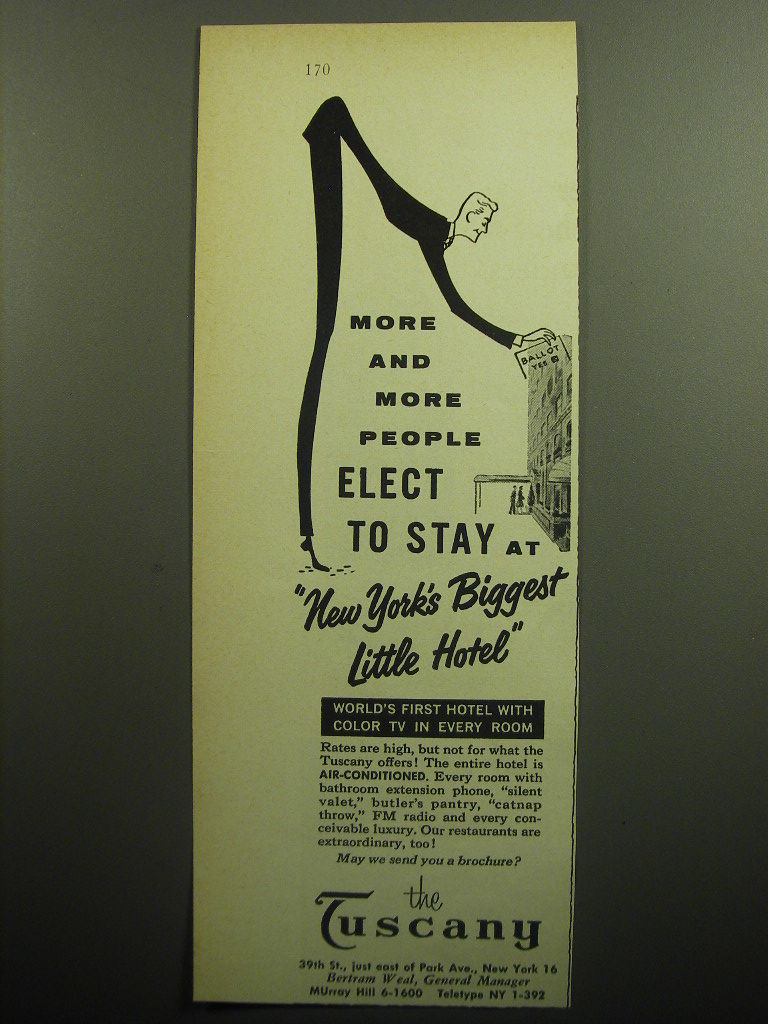 170
BALLOT
YES
MORE
AND
MORE
PEOPLE
ELECT
TO STAY AT
"New York's Biggest
Little Hotel"
WORLD'S FIRST HOTEL WITH
COLOR TV IN EVERY ROOM
Rates are high, but not for what the
Tuscany offers! The entire hotel is
AIR-CONDITIONED. Every room with
bathroom extension phone, "silent
valet," butler's pantry, "catnap
throw," FM radio and every con-
ceivable luxury. Our restaurants are
extraordinary, too!
May we send you a brochure?
the
Tuscany
39th St., just east of Park Ave., New York 16
Bertram Weal, General Manager
MUrray Hill 6-1600 Teletype NY 1-392